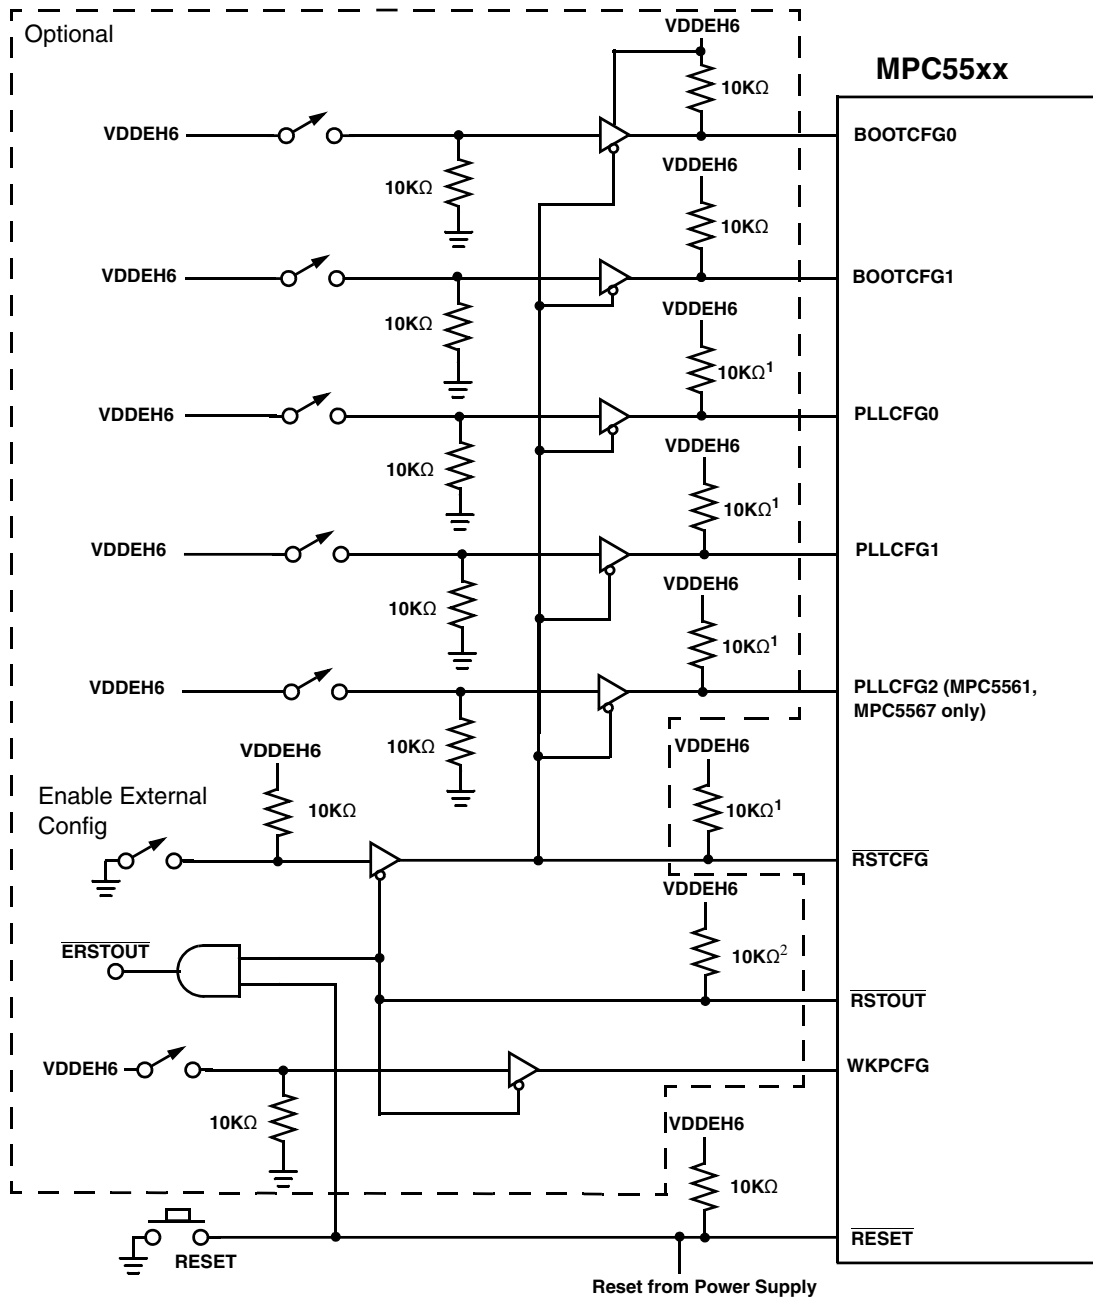 Optional
VDDEH6
MPC55xx
10KΩ
VDDEH6
BOOTCFG0
10KΩ
VDDEH6
10KΩ
VDDEH6
BOOTCFG1
10KΩ
VDDEH6
10KΩ¹
VDDEH6
PLLCFG0
10KΩ
VDDEH6
10KΩ¹
VDDEH6
PLLCFG1
10KΩ
VDDEH6
10KΩ¹
VDDEH6
PLLCFG2 (MPC5561,
MPC5567 only)
10KΩ
VDDEH6
VDDEH6
Enable External
Config
10KΩ
10KΩ¹
RSTCFG
VDDEH6
ERSTOUT
10KΩ²
RSTOUT
VDDEH6
WKPCFG
10KΩ
VDDEH6
10KΩ
RESET
RESET
Reset from Power Supply